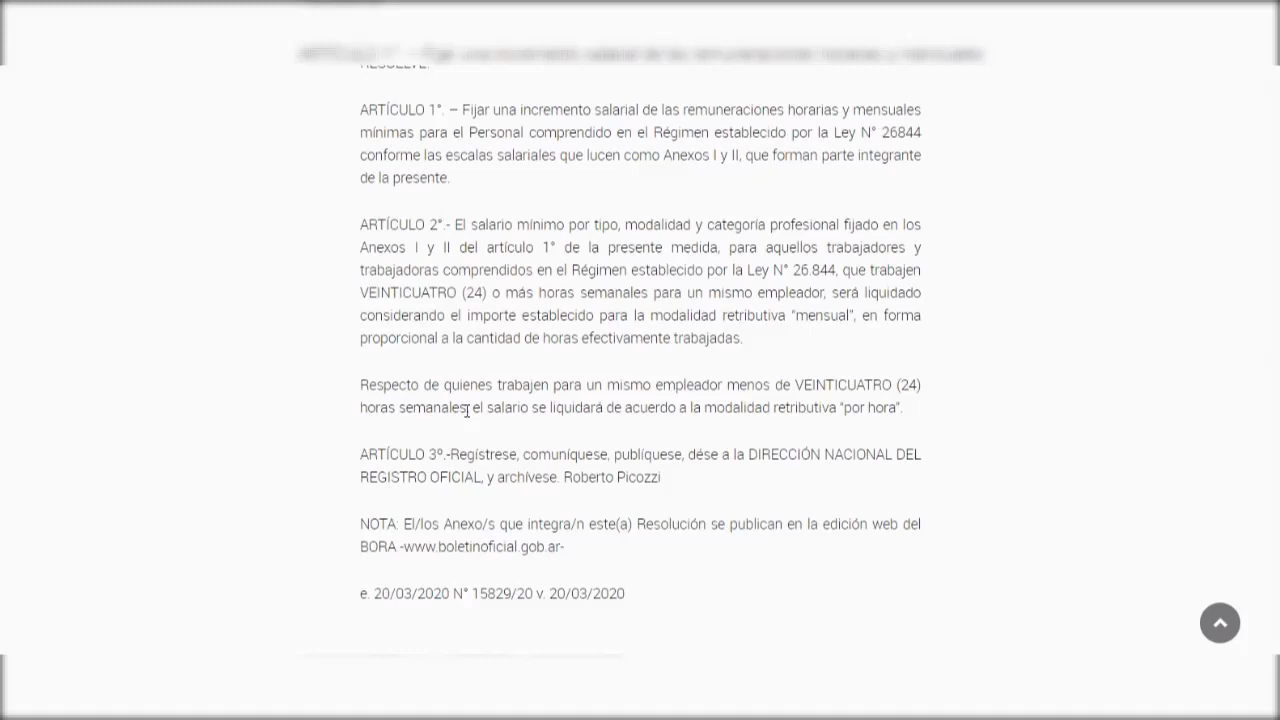 ARTÍCULO 1°. – Fijar una incremento salarial de las remuneraciones horarias y mensuales
mínimas para el Personal comprendido en el Régimen establecido por la Ley N° 26844
conforme las escalas salariales que lucen como Anexos I y II, que forman parte integrante
de la presente.
ARTÍCULO 2°.- El salario mínimo por tipo, modalidad y categoría profesional fijado en los
Anexos I y II del artículo 1° de la presente medida, para aquellos trabajadores y
trabajadoras comprendidos en el Régimen establecido por la Ley N° 26.844, que trabajen
VEINTICUATRO (24) o más horas semanales para un mismo empleador, será liquidado
considerando el importe establecido para la modalidad retributiva “mensual”, en forma
proporcional a la cantidad de horas efectivamente trabajadas.
Respecto de quienes trabajen para un mismo empleador menos de VEINTICUATRO (24)
horas semanales el salario se liquidará de acuerdo a la modalidad retributiva “por hora”.
ARTÍCULO 3º.-Regístrese, comuníquese, publíquese, dése a la DIRECCIÓN NACIONAL DEL
REGISTRO OFICIAL, y archívese. Roberto Picozzi
NOTA: El/los Anexo/s que integra/n este(a) Resolución se publican en la edición web del
BORA -www.boletinoficial.gob.ar-
e. 20/03/2020 N° 15829/20 v. 20/03/2020